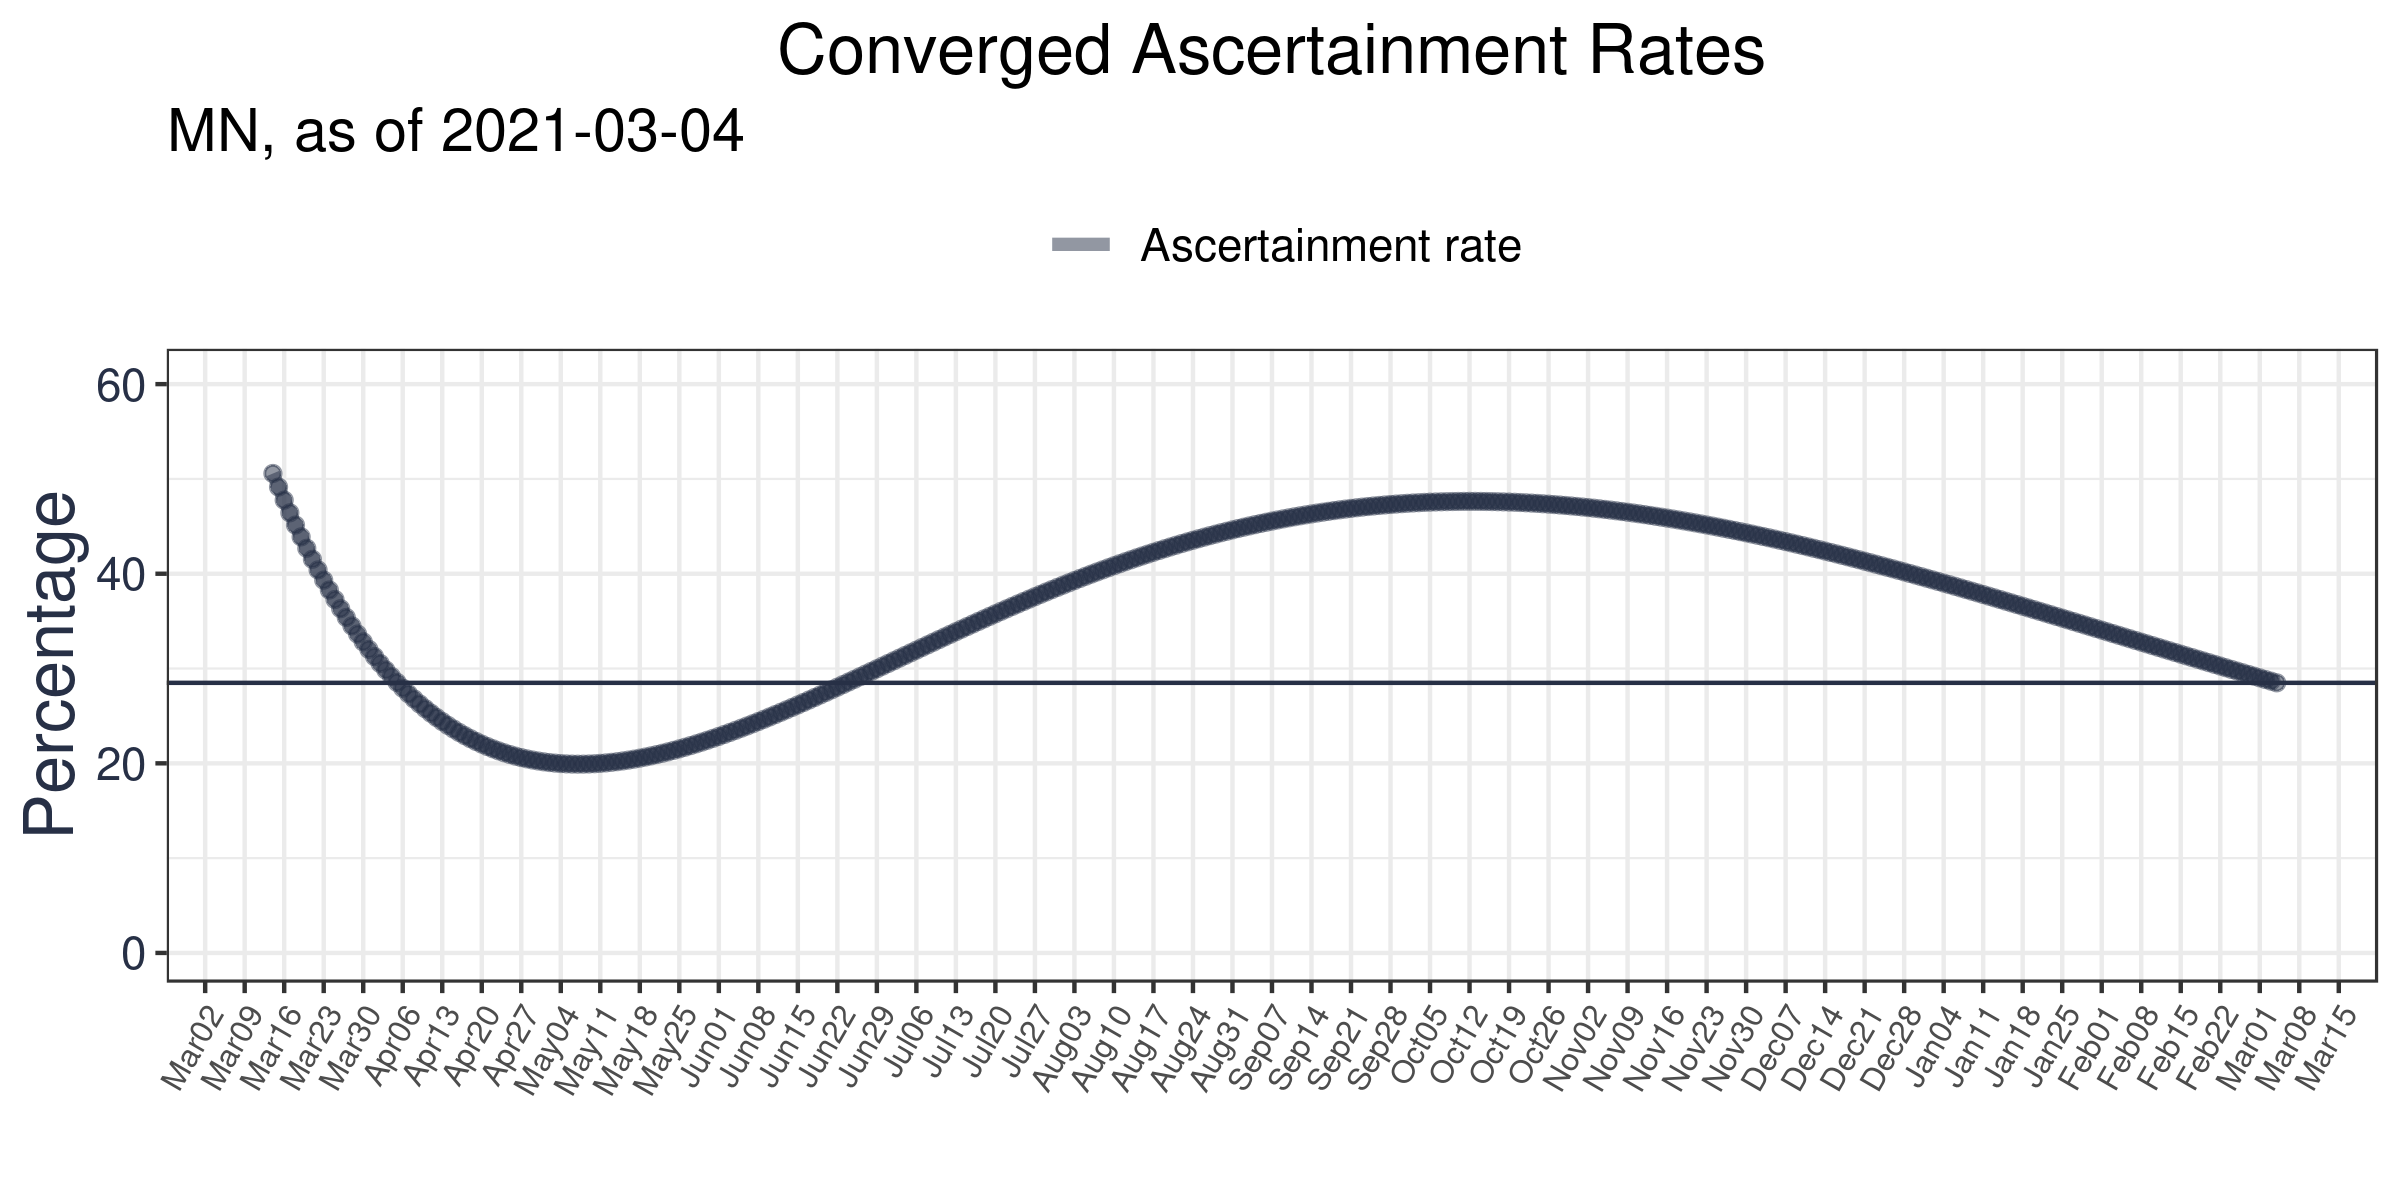 Converged Ascertainment Rates
MN, as of 2021-03-04
Ascertainment rate
Percentage
60
40
20
0
Mar02
Mar09
Mar16
Mar23
Mar30
Apr06
Apr13
Apr20
Apr27
May04
May11
May18
May25
Jun01
Jun08
Jun15
Jun22
Jun29
Jul06
Jul13
Jul20
Jul27
Aug03
Aug10
Aug17
Aug24
Aug31
Sep07
Sep14
Sep21
Sep28
Oct05
Oct12
Oct19
Oct26
Nov02
Nov09
Nov16
Nov23
Nov30
Dec07
Dec14
Dec21
Dec28
Jan04
Jan11
Jan18
Jan25
Feb01
Feb08
Feb15
Feb22
Mar01
Mar08
Mar15